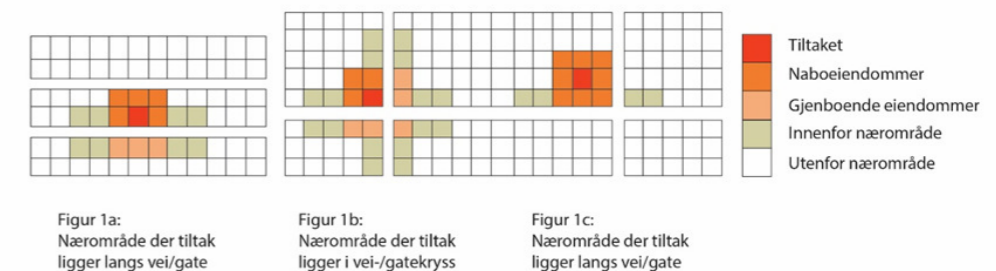 Tiltaket
Naboeiendommer
Gjenboende eiendommer
Innenfor nærområde
Utenfor nærområde
Figur 1a:
Nærområde der tiltak
ligger langs vei/gate
Figur 1b:
Nærområde der tiltak
ligger i vei-/gatekryss
Figur 1c:
Nærområde der tiltak
ligger langs vei/gate